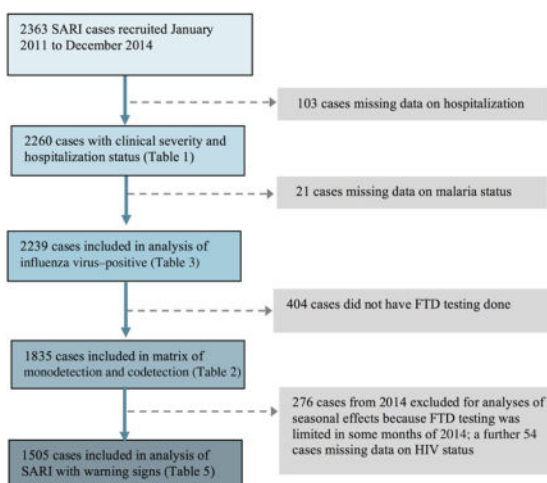 2363 SARI cases recruited January
2011 to December 2014
103 cases missing data on hospitalization
2260 cases with clinical severity and
hospitalization status (Table 1)
21 cases missing data on malaria status
2239 cases included in analysis of
influenza virus–positive (Table 3)
404 cases did not have FTD testing done
1835 cases included in matrix of
monodetection and codetection (Table 2)
276 cases from 2014 excluded for analyses of
seasonal effects because FTD testing was
limited in some months of 2014; a further 54
cases missing data on HIV status
1505 cases included in analysis of
SARI with warning signs (Table 5)